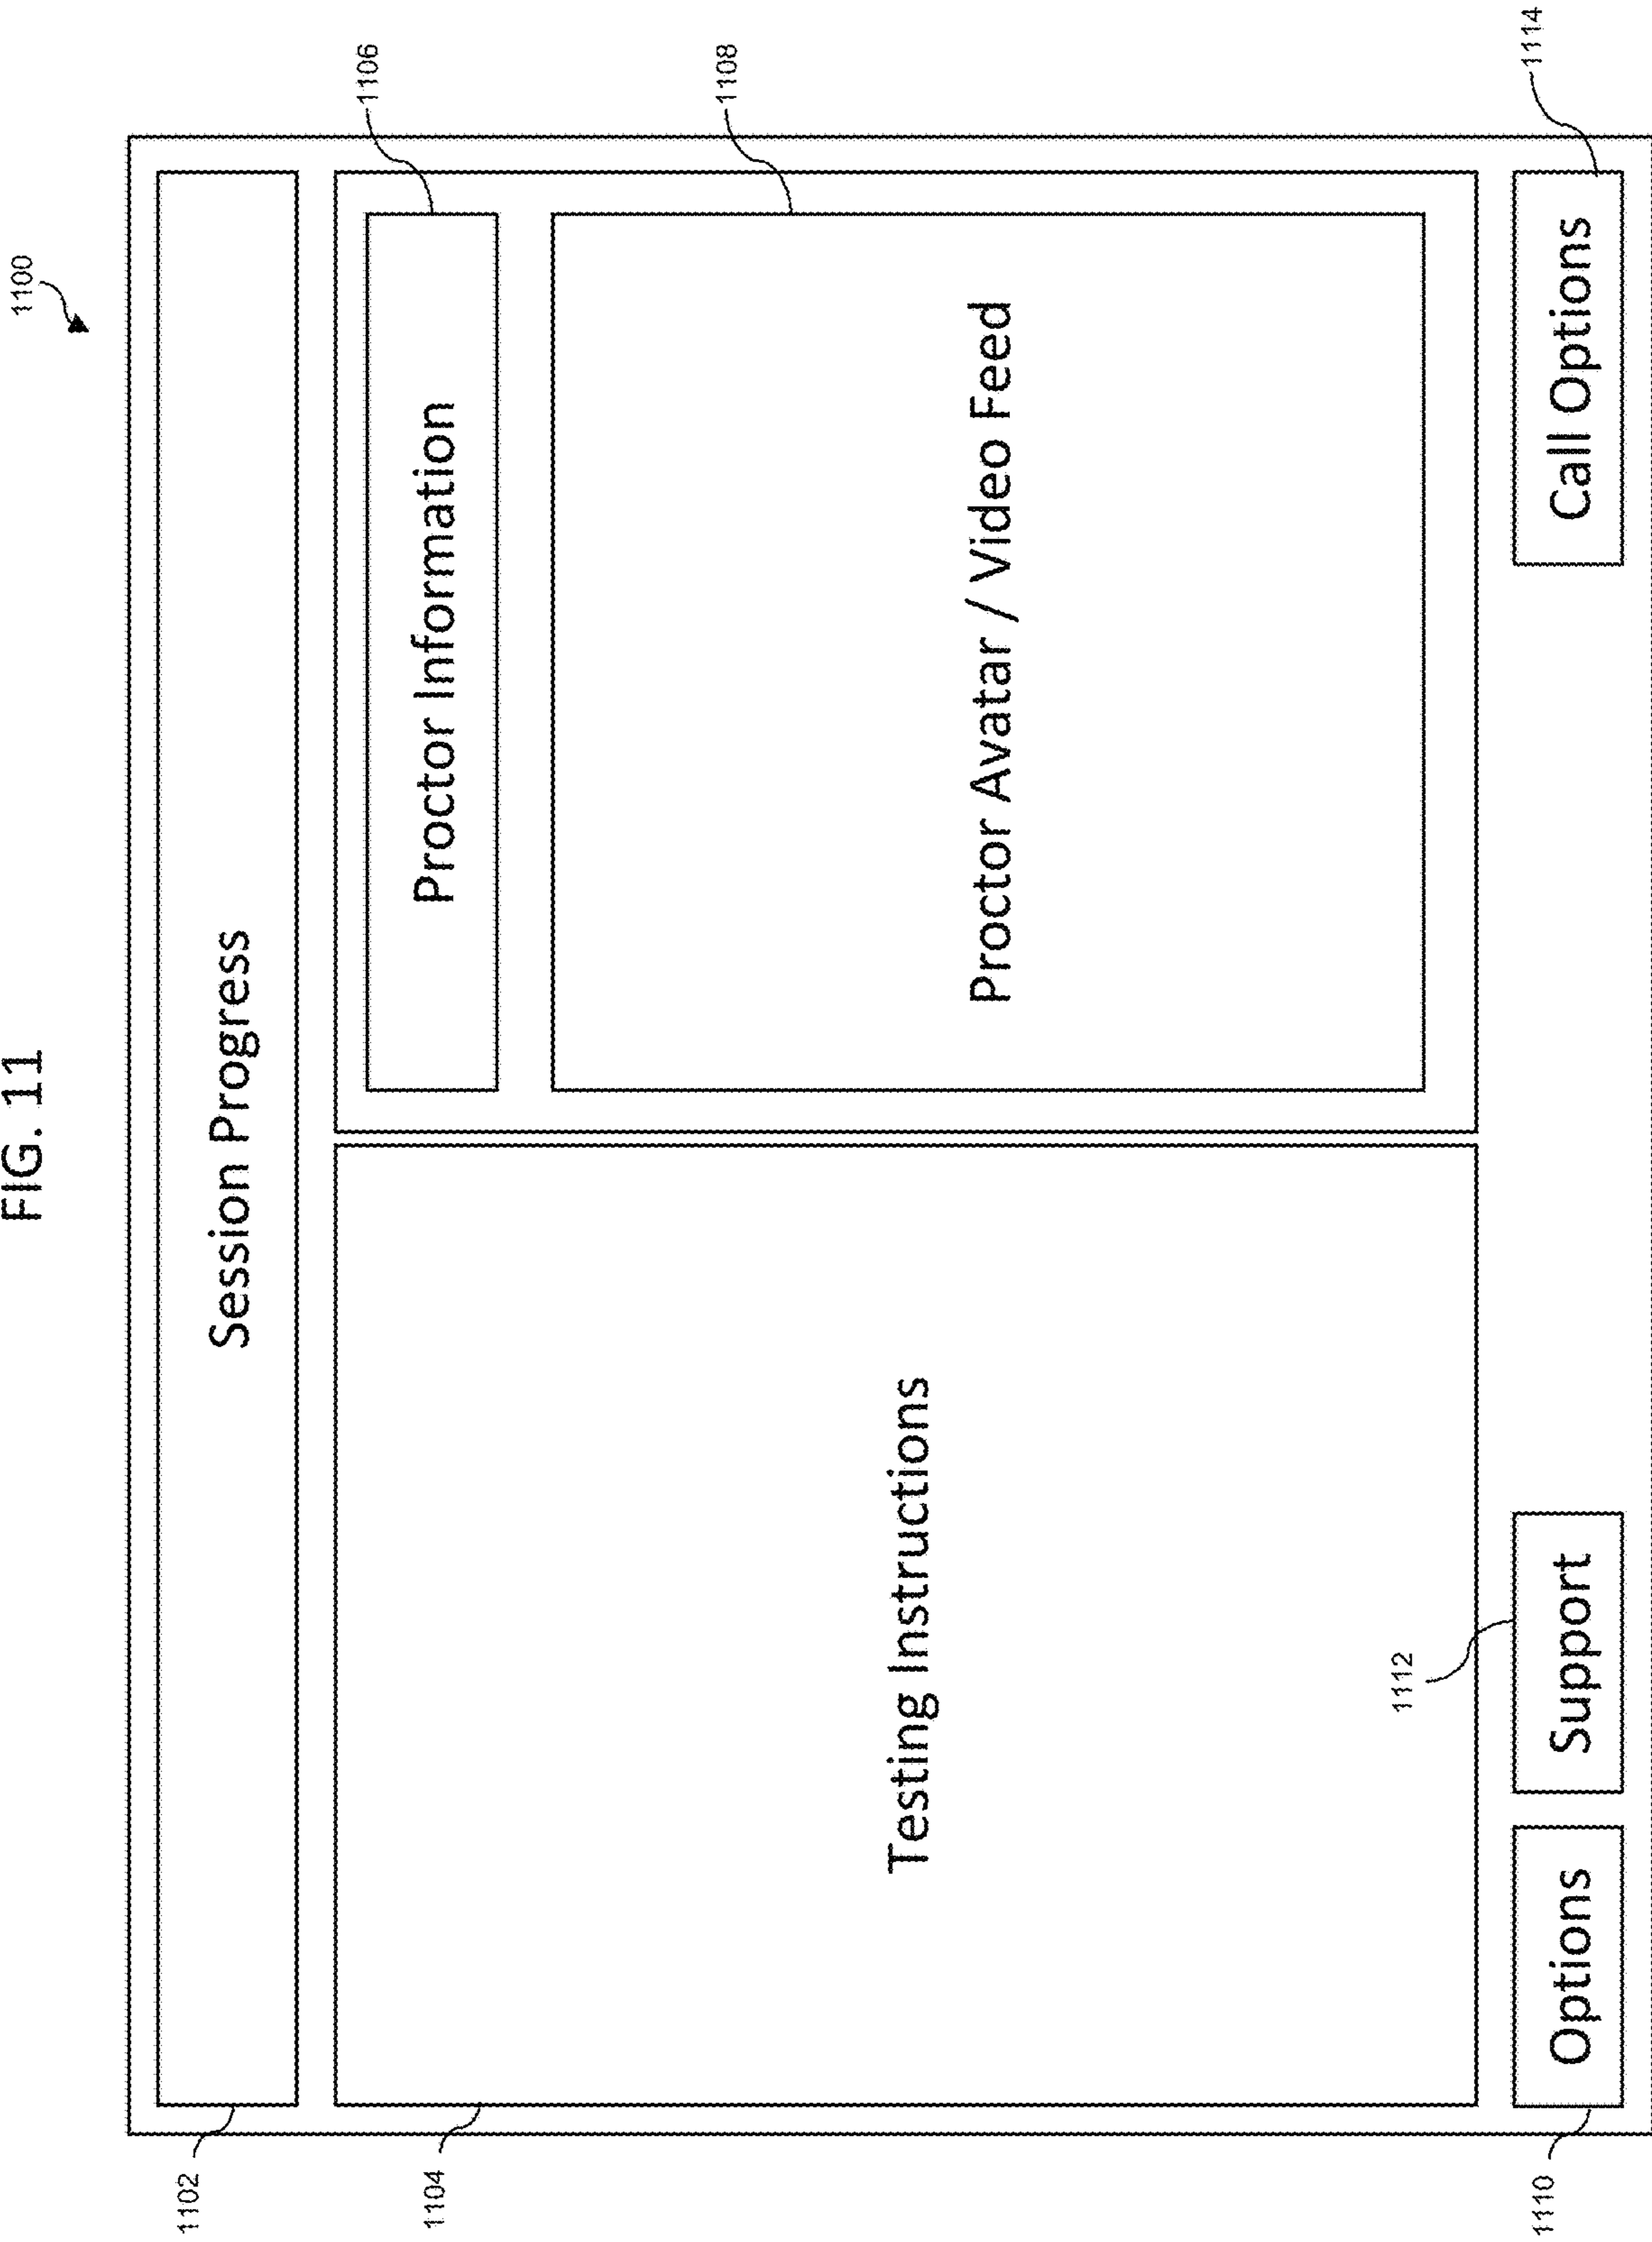 FIG. 11
1100
1102
Session Progress
1104
Testing Instructions
1106
Proctor Information
1108
Proctor Avatar / Video Feed
1110
Options
1112
Support
1114
Call Options